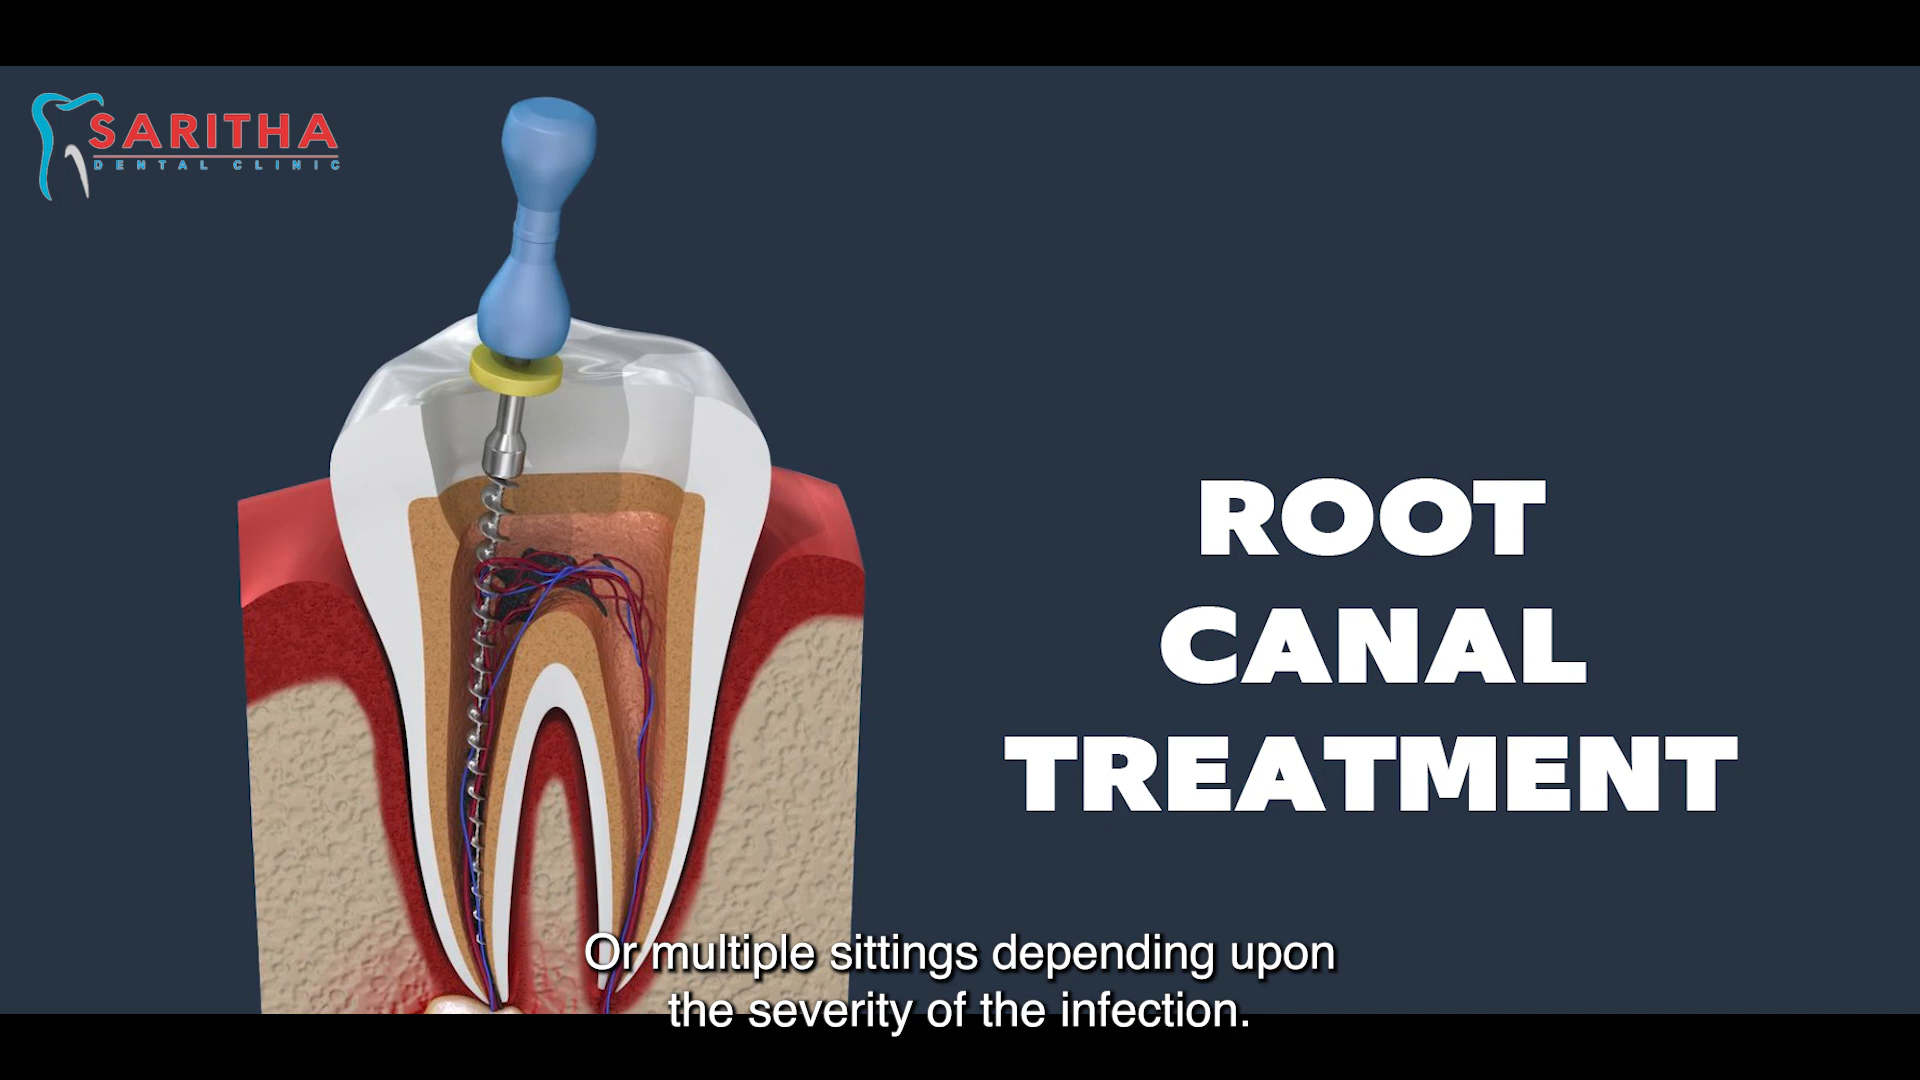 SARITHA
DENTAL CLINIC
ROOT
CANAL
TREATMENT
Or multiple sittings depending upon
the severity of the infection.